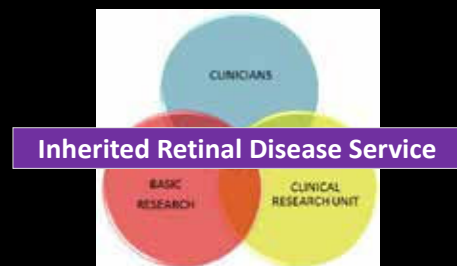 CLINICIANS
Inherited Retinal Disease Service
BASIC
RESEARCH
CLINICAL
RESEARCH UNIT